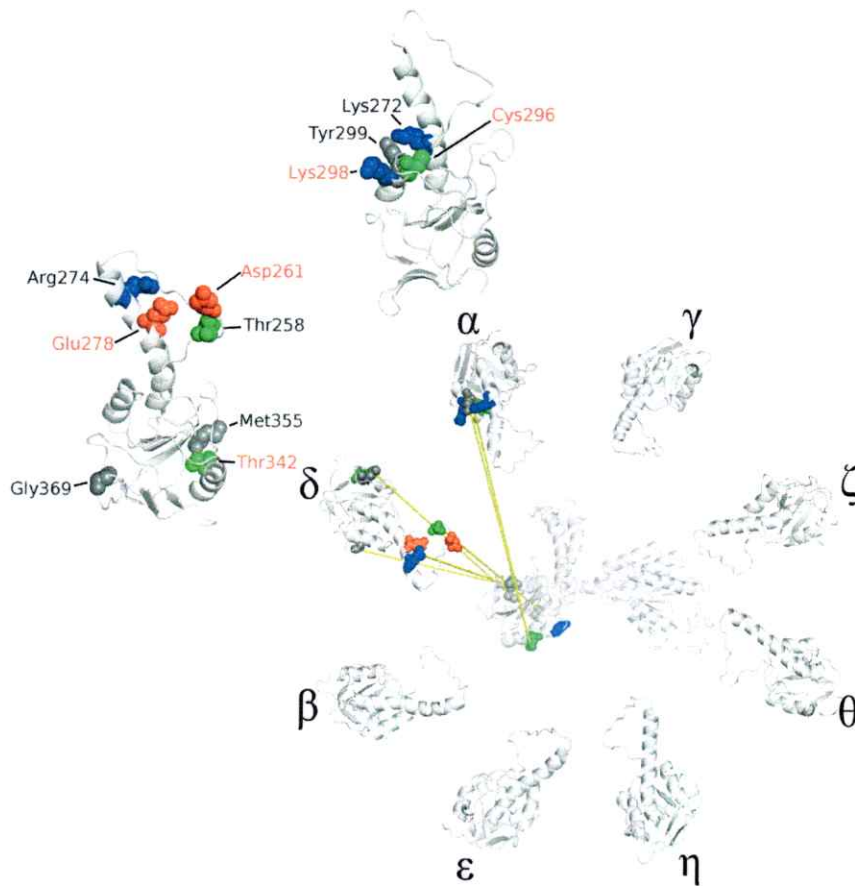 Lys272
Tyr299
Cys296
Lys298
Arg274
Asp261
Glu278
Thr258
Met355
Thr342
Gly369
α
γ
δ
ζ
β
θ
ε
η